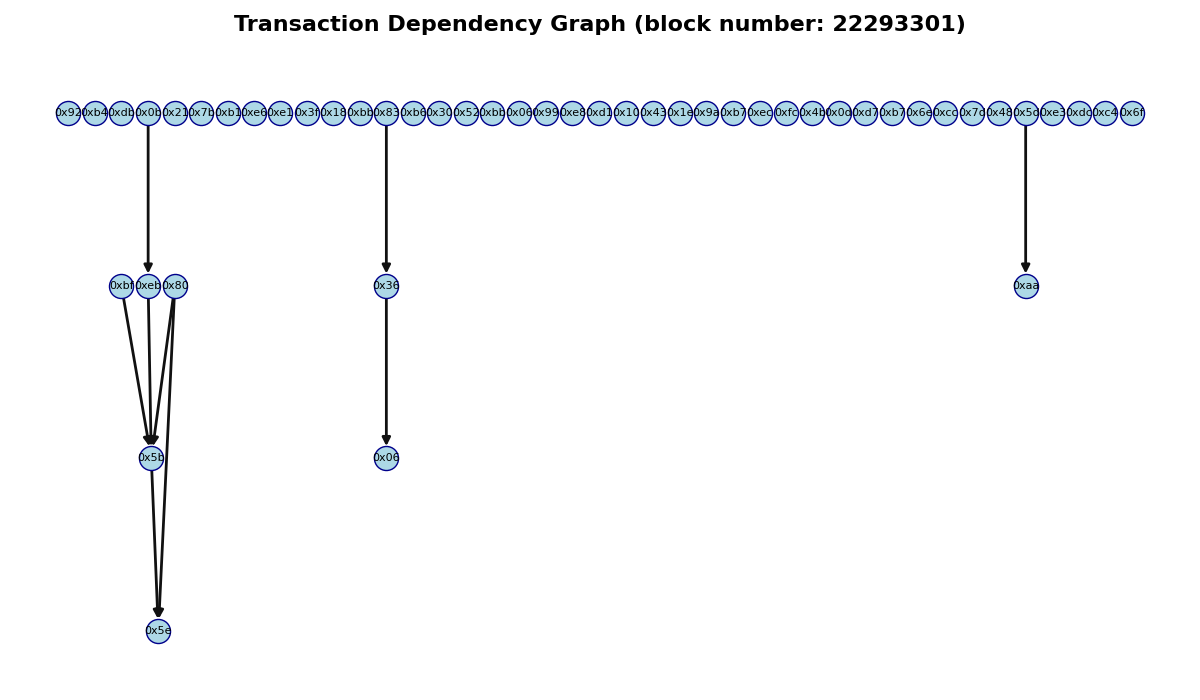 Transaction Dependency Graph (block number: 22293301)
0x92 0xb4 0xdb 0x0b 0x21 0x7b 0xb1 0xe6 0xe1 0x3f 0x18 0xbb 0x83 0xb6 0x30 0x52 0xbb 0x06 0x99 0xe8 0xd1 0x10 0x43 0x1e 0x9a 0xb7 0xec 0xfc 0x4b 0x0d 0xd7 0xb7 0x6e 0xcc 0x7d 0x48 0x5d 0xe3 0xdc 0xc4 0x6f
0xbf 0xeb 0x80 0x36 0xaa
0x5b 0x06
0x5e